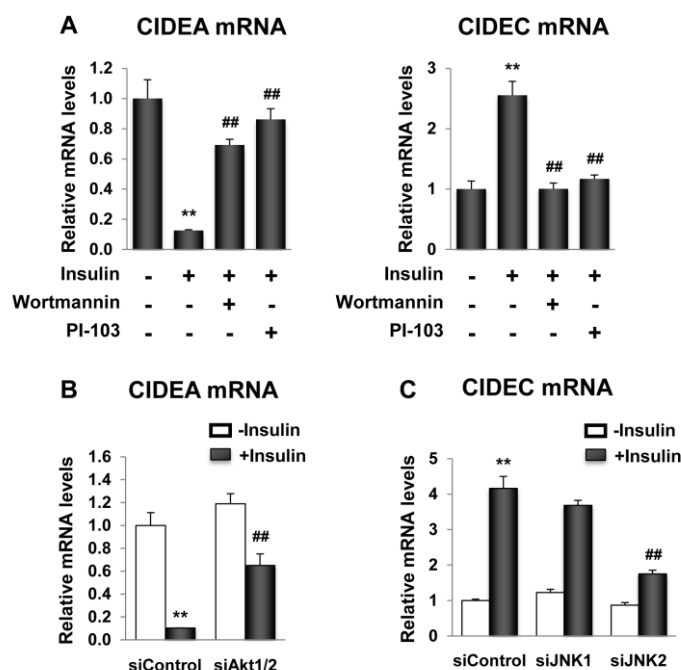 A CIDEA mRNA
Relative mRNA levels
1.2
1.0
0.8
0.6
0.4
0.2
0.0
**
##
##
Insulin - + + +
Wortmannin - - + -
PI-103 - - - +
CIDEC mRNA
Relative mRNA levels
3
2
1
0
**
##
##
Insulin - + + +
Wortmannin - - + -
PI-103 - - - +
B CIDEA mRNA
-Insulin
+Insulin
Relative mRNA levels
1.6
1.4
1.2
1.0
0.8
0.6
0.4
0.2
0.0
**
##
siControl siAkt1/2
C CIDEC mRNA
-Insulin
+Insulin
Relative mRNA levels
5
4
3
2
1
0
**
##
siControl siJNK1 siJNK2